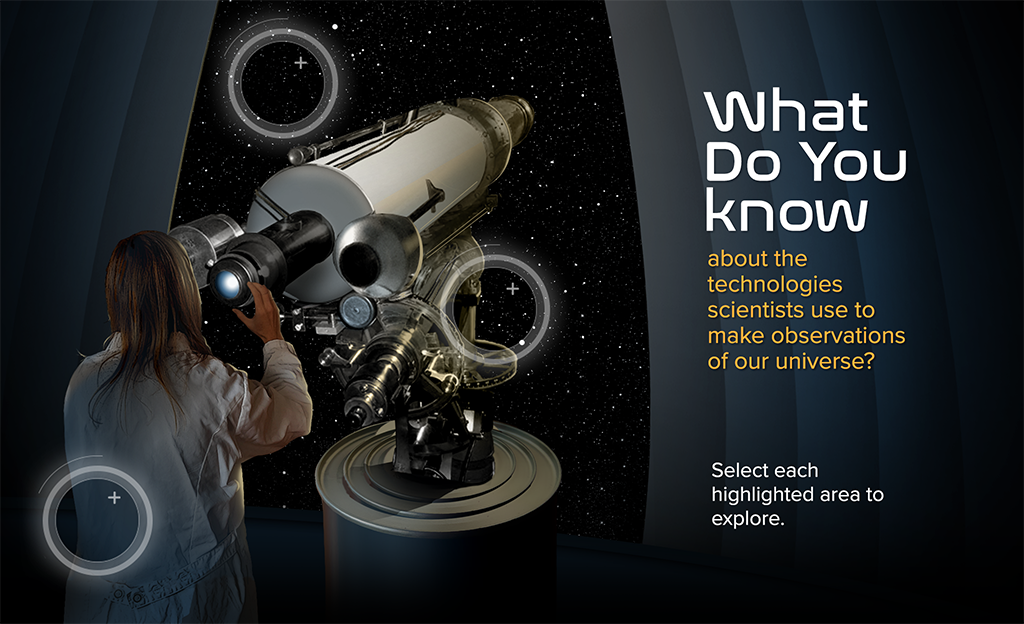 What
Do You
know
about the
technologies
scientists use to
make observations
of our universe?
Select each
highlighted area to
explore.